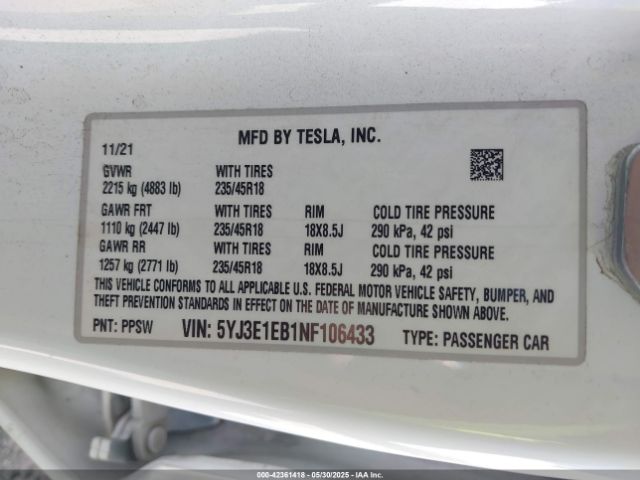 MFD BY TESLA, INC.
11/21
GVWR WITH TIRES
2215 kg (4883 lb) 235/45R18
GAWR FRT WITH TIRES RIM COLD TIRE PRESSURE
1110 kg (2447 lb) 235/45R18 18X8.5J 290 kPa, 42 psi
GAWR RR WITH TIRES RIM COLD TIRE PRESSURE
1257 kg (2771 lb) 235/45R18 18X8.5J 290 kPa, 42 psi
THIS VEHICLE CONFORMS TO ALL APPLICABLE U.S. FEDERAL MOTOR VEHICLE SAFETY, BUMPER, AND
THEFT PREVENTION STANDARDS IN EFFECT ON THE DATE OF MANUFACTURE SHOWN ABOVE.
PNT: PPSW VIN: 5YJ3E1EB1NF106433 TYPE: PASSENGER CAR
000-42361418 - 05/30/2025 - IAAI.COM